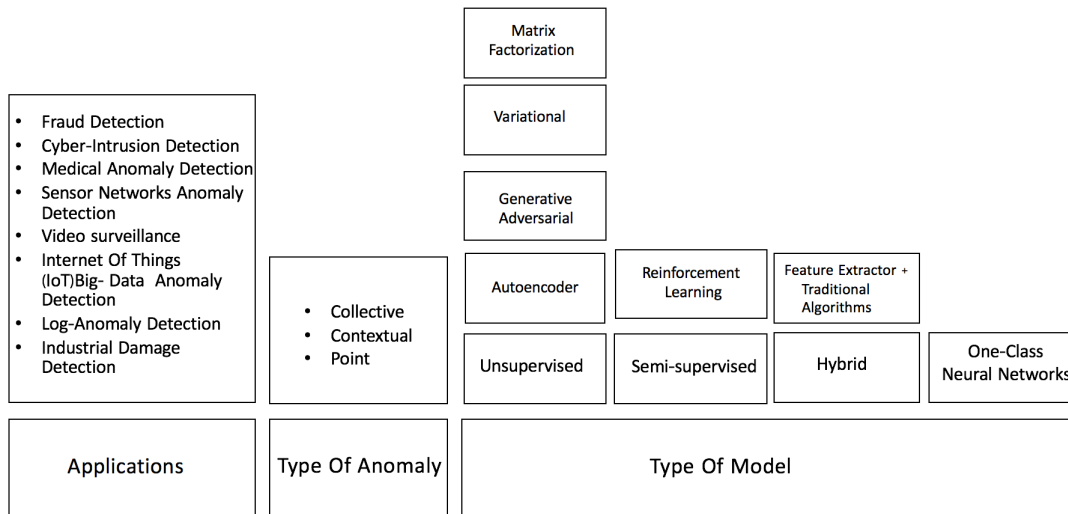 Matrix
Factorization
Variational
Generative
Adversarial
• Fraud Detection
• Cyber-Intrusion Detection
• Medical Anomaly Detection
• Sensor Networks Anomaly
Detection
• Video surveillance
• Internet Of Things
(IoT)Big- Data Anomaly
Detection
• Log-Anomaly Detection
• Industrial Damage
Detection
• Collective
• Contextual
• Point
Autoencoder
Reinforcement
Learning
Feature Extractor +
Traditional
Algorithms
Unsupervised
Semi-supervised
Hybrid
One-Class
Neural Networks
Applications
Type Of Anomaly
Type Of Model